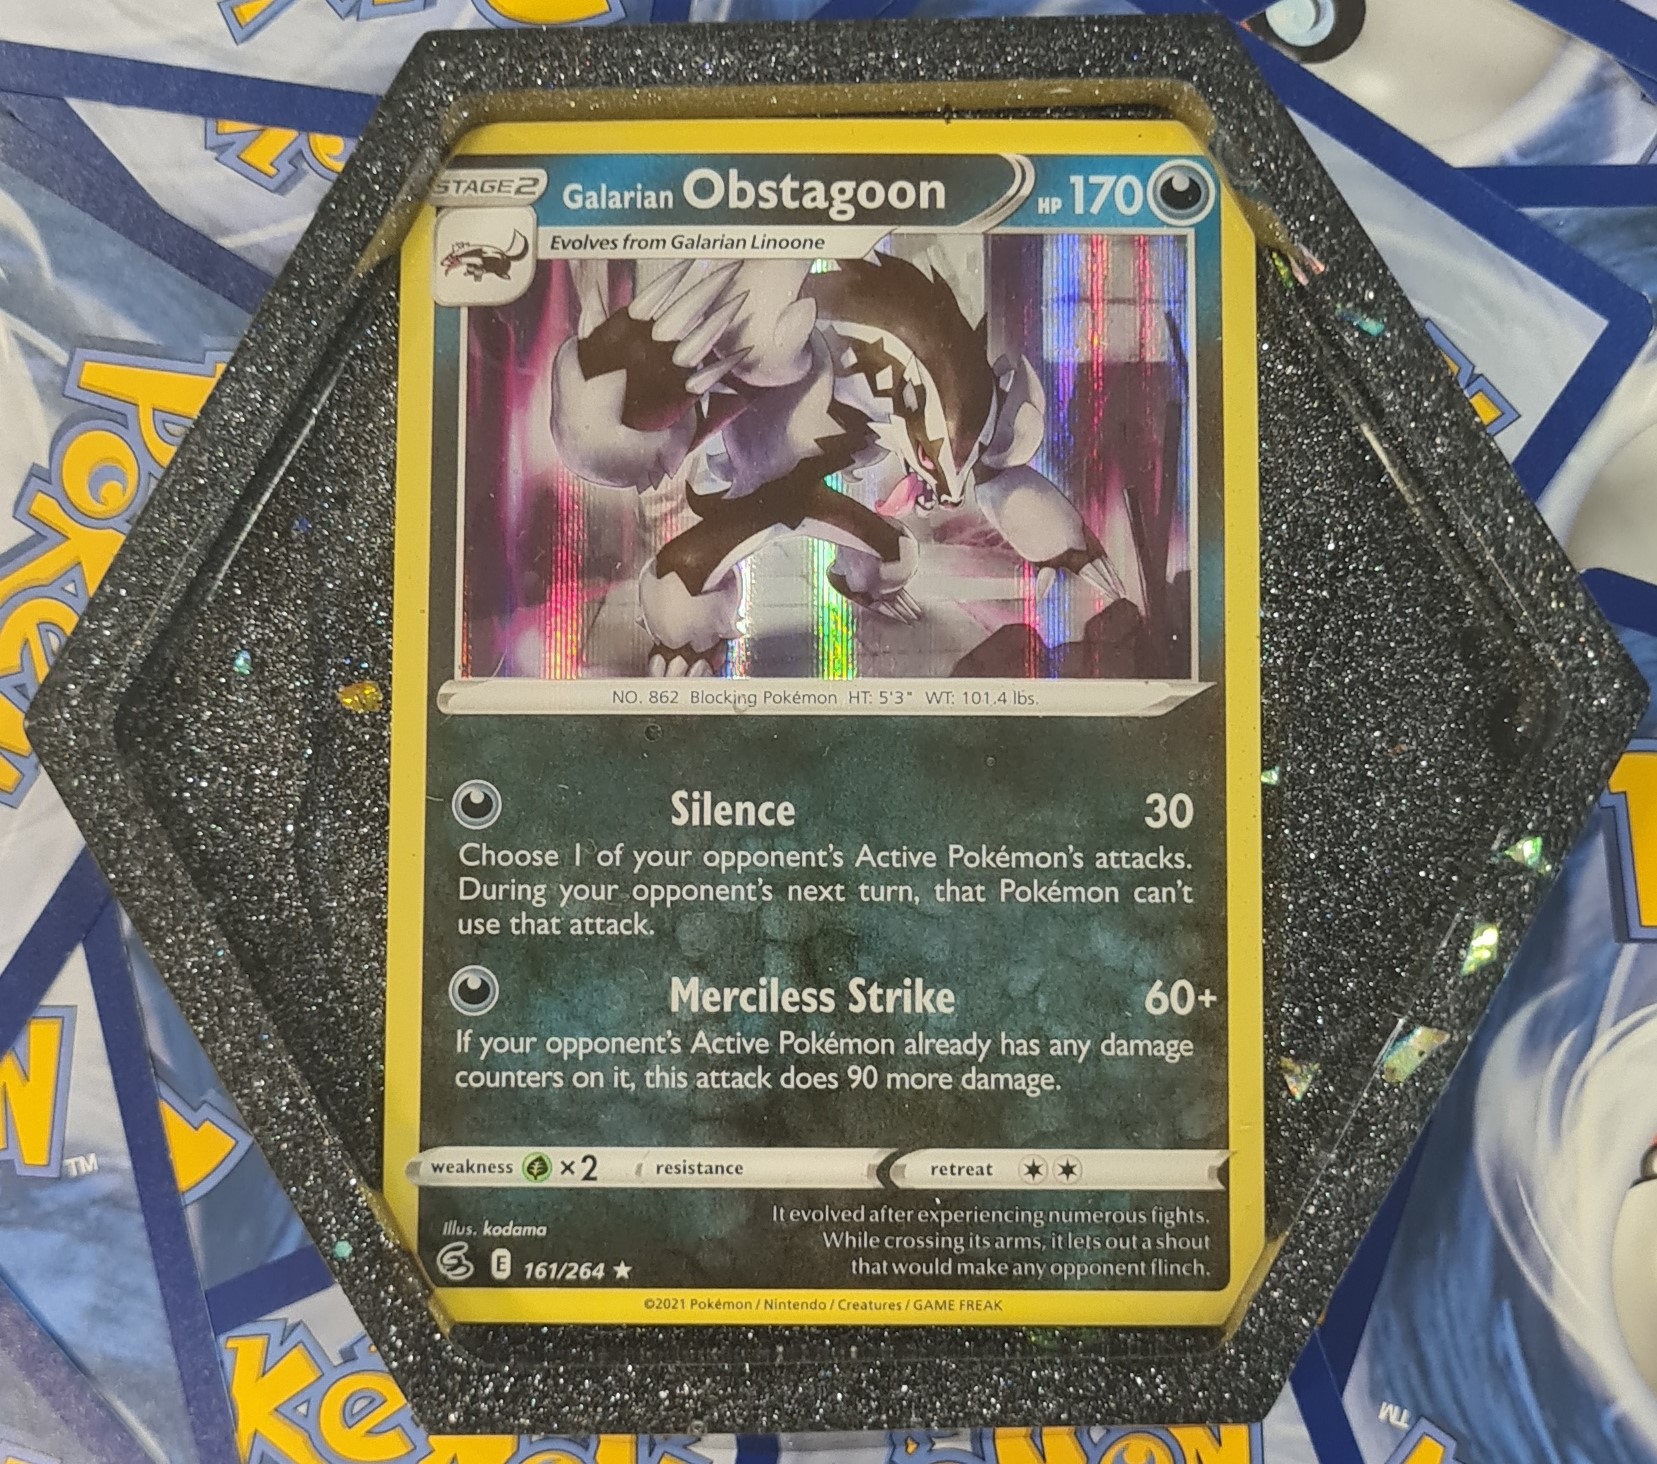 STAGE 2
Galarian Obstagoon
HP 170
Evolves from Galarian Linoone
NO. 862 Blocking Pokémon HT: 5'3" WT: 101.4 lbs.
Silence 30
Choose 1 of your opponent's Active Pokémon's attacks.
During your opponent's next turn, that Pokémon can't
use that attack.
Merciless Strike 60+
If your opponent's Active Pokémon already has any damage
counters on it, this attack does 90 more damage.
weakness ×2 resistance retreat
Illus. kodama
E 161/264 ★
It evolved after experiencing numerous fights.
While crossing its arms, it lets out a shout
that would make any opponent flinch.
©2021 Pokémon / Nintendo / Creatures / GAME FREAK
TM
TM